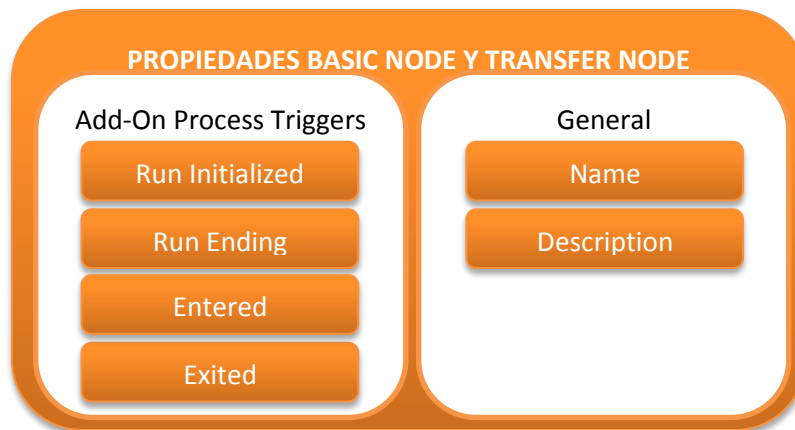 PROPIEDADES BASIC NODE Y TRANSFER NODE
Add-On Process Triggers
Run Initialized
Run Ending
Entered
Exited
General
Name
Description